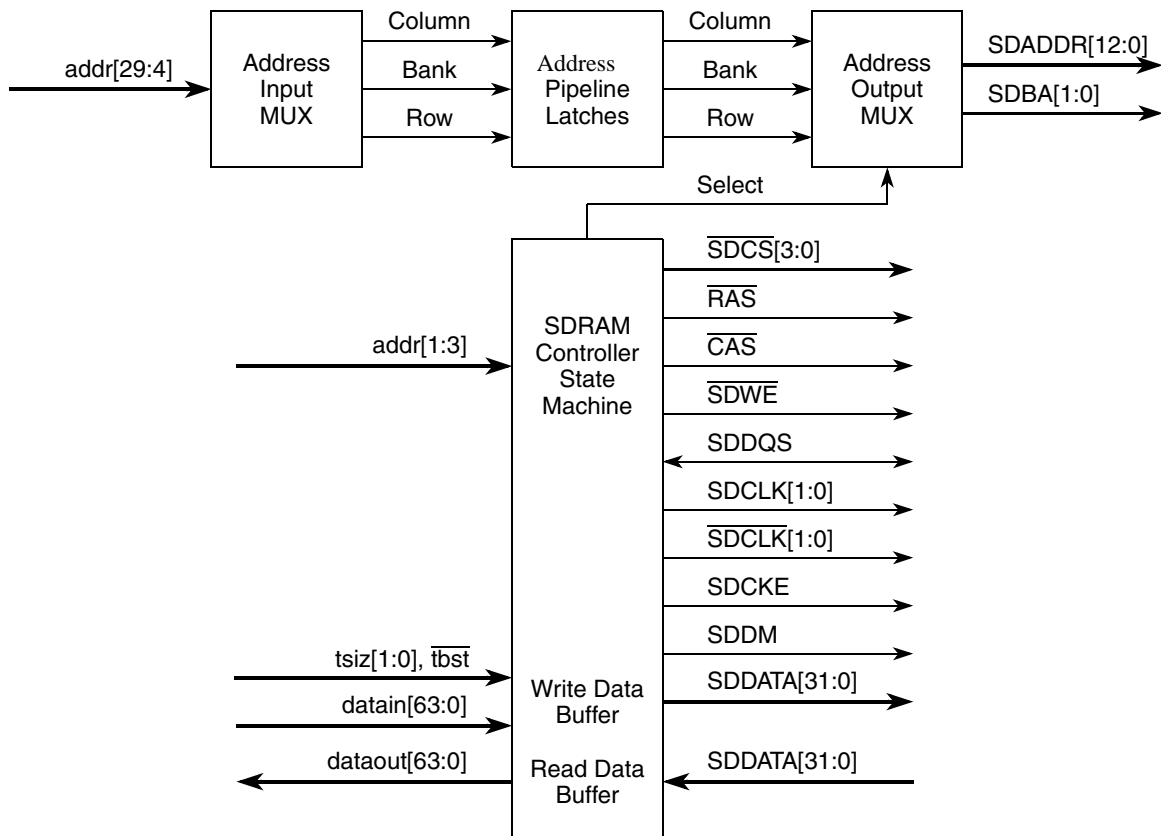 addr[29:4]
Address
Input
MUX
Column
Bank
Row
Address
Pipeline
Latches
Column
Bank
Row
Address
Output
MUX
SDADDR[12:0]
SDBA[1:0]
Select
addr[1:3]
SDRAM
Controller
State
Machine
SDCS[3:0]
RAS
CAS
SDWE
SDDQS
SDCLK[1:0]
SDCLK[1:0]
SDCKE
SDDM
tsiz[1:0], tbst
datain[63:0]
Write Data
Buffer
SDDATA[31:0]
dataout[63:0]
Read Data
Buffer
SDDATA[31:0]